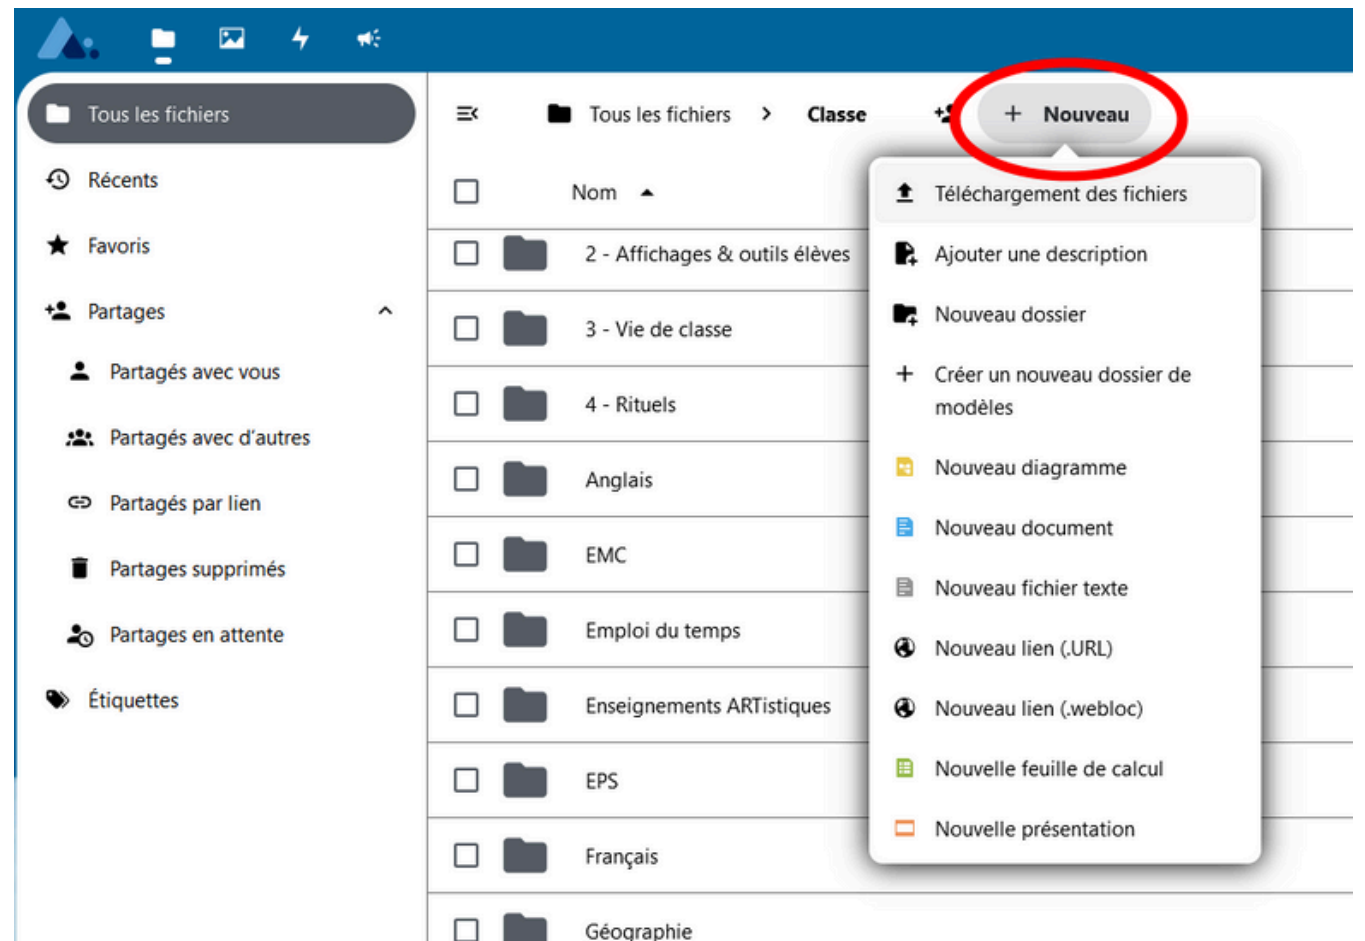 Tous les fichiers
Récents
Favoris
Partages
Partagés avec vous
Partagés avec d'autres
Partagés par lien
Partages supprimés
Partages en attente
Étiquettes
Tous les fichiers > Classe + Nouveau
Nom
2 - Affichages & outils élèves
3 - Vie de classe
4 - Rituels
Anglais
EMC
Emploi du temps
Enseignements ARTistiques
EPS
Français
Géographie
Téléchargement des fichiers
Ajouter une description
Nouveau dossier
Créer un nouveau dossier de
modèles
Nouveau diagramme
Nouveau document
Nouveau fichier texte
Nouveau lien (.URL)
Nouveau lien (.webloc)
Nouvelle feuille de calcul
Nouvelle présentation